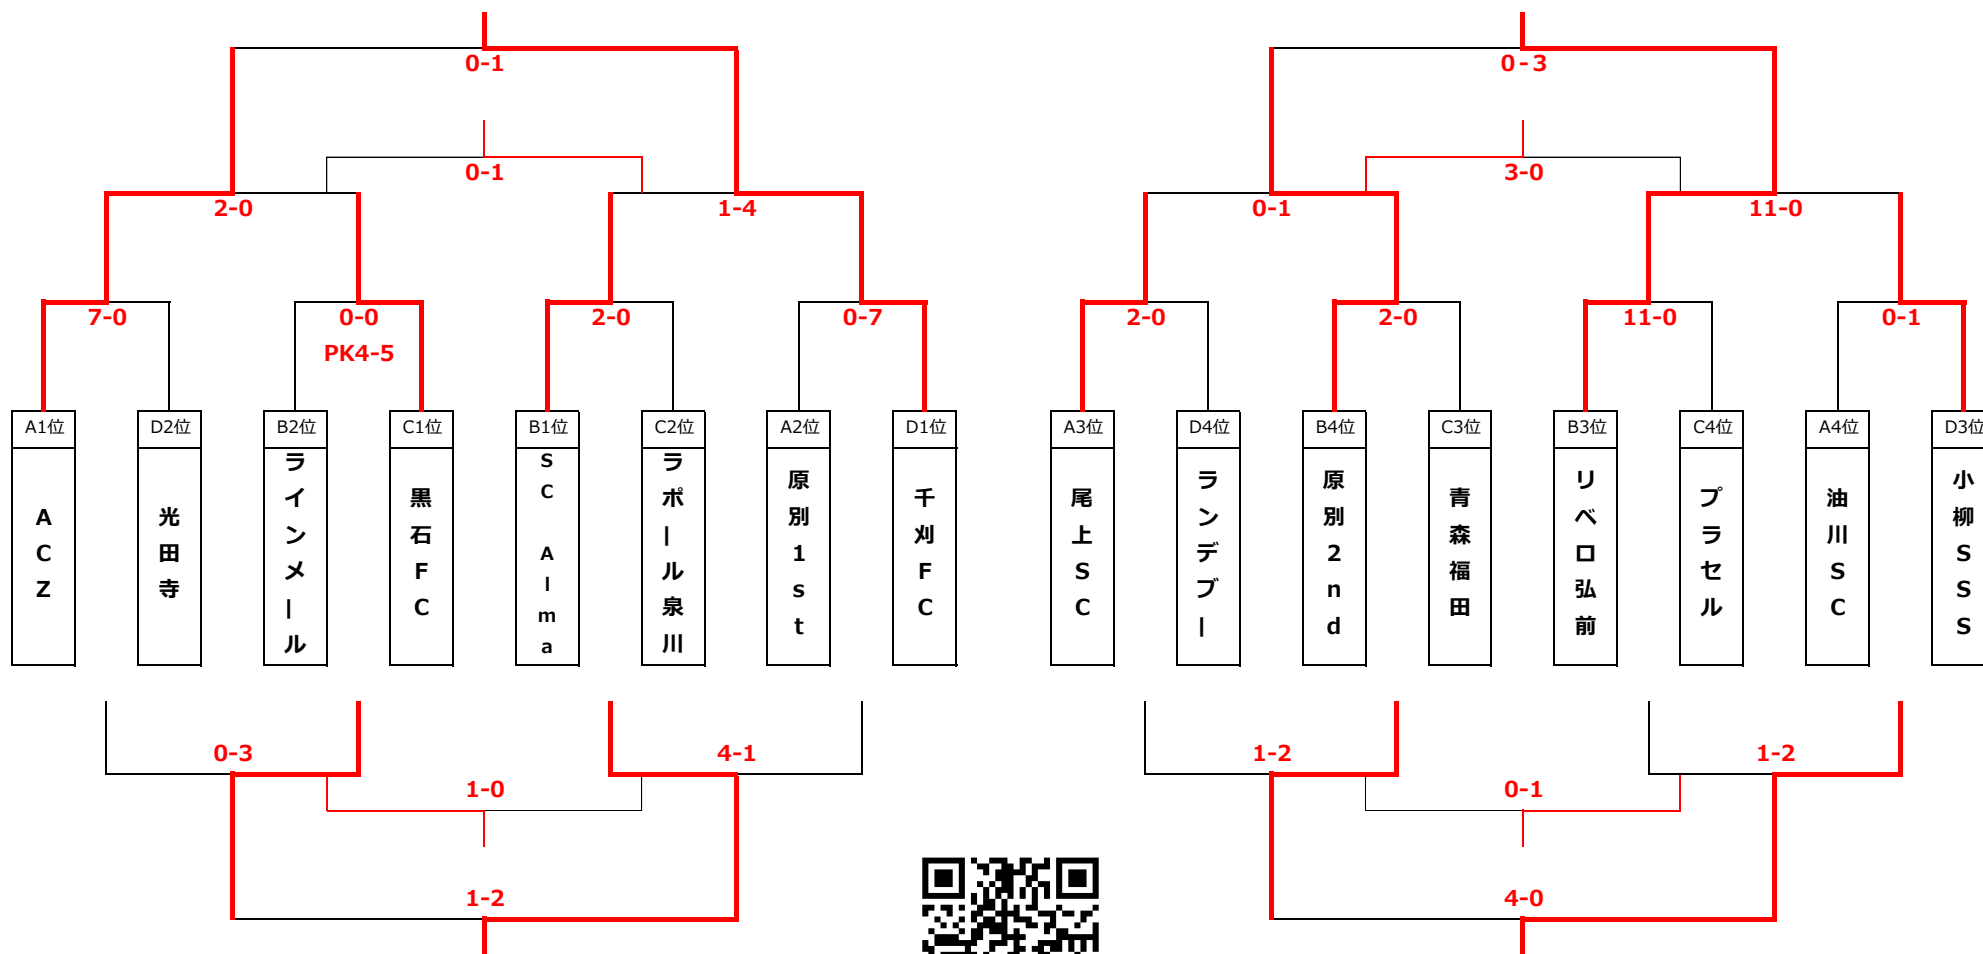 0-1
0-3
0-1
3-0
2-0
1-4
0-1
11-0
7-0
0-0
2-0
0-7
2-0
2-0
11-0
0-1
PK4-5
A1位
D2位
B2位
C1位
B1位
C2位
A2位
D1位
A3位
D4位
B4位
C3位
B3位
C4位
A4位
D3位
ACZ
光田寺
ラインメール
黒石FC
SC Alma
ラポール泉川
原別1st
千刈FC
尾上SC
ランデブー
原別2nd
青森福田
リベロ弘前
プラセル
油川SC
小柳SSS
0-3
4-1
1-2
1-2
1-0
0-1
1-2
4-0